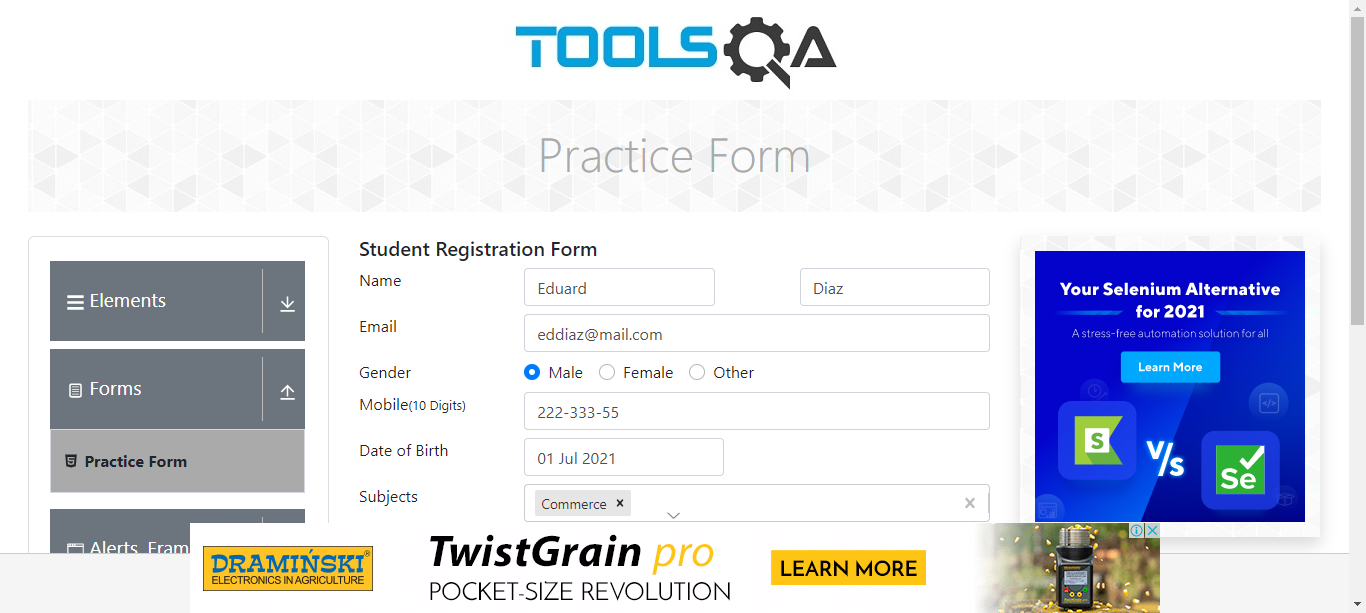 TOOLSQA
Practice Form
Elements
Forms
Practice Form
Alerts, Fram
Student Registration Form
Name
Eduard
Diaz
Email
eddiaz@mail.com
Gender
Male
Female
Other
Mobile(10 Digits)
222-333-55
Date of Birth
01 Jul 2021
Subjects
Commerce ×
Your Selenium Alternative
for 2021
A stress-free automation solution for all
Learn More
S
V/s
Se
DRAMIŃSKI®
ELECTRONICS IN AGRICULTURE
TwistGrain pro
POCKET-SIZE REVOLUTION
LEARN MORE